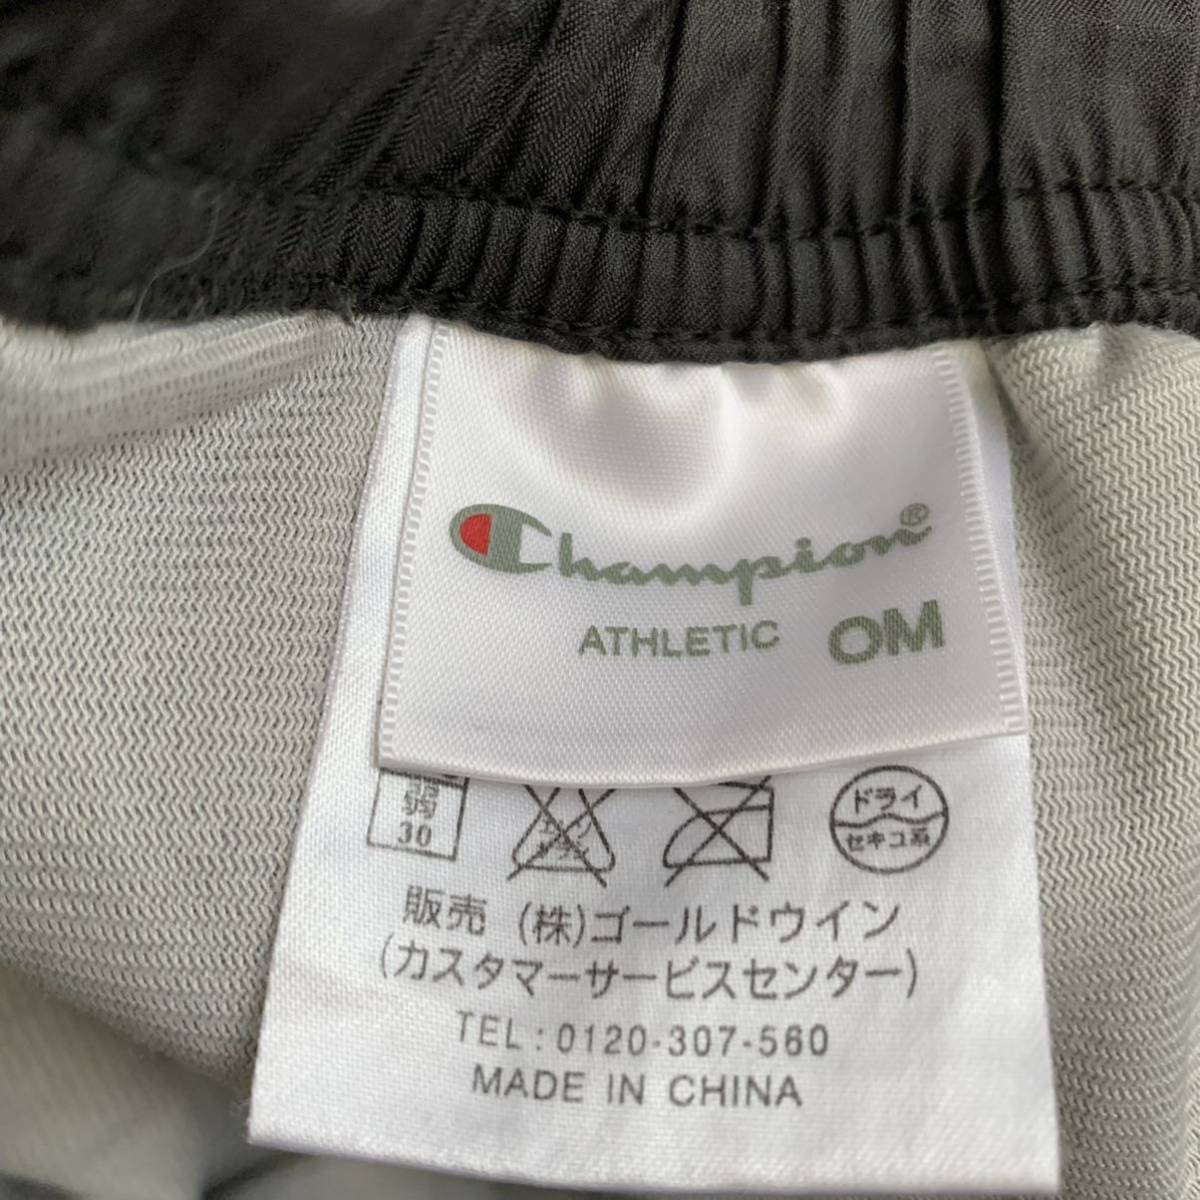 Champion®
ATHLETIC OM
弱
30
ドライ
セキユ系
販売 (株)ゴールドウイン
(カスタマーサービスセンター)
TEL:0120-307-560
MADE IN CHINA